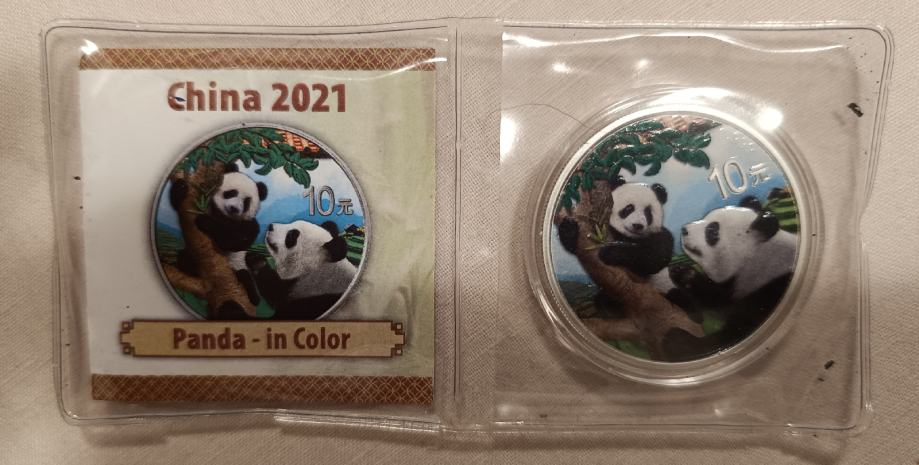 China 2021
10元
Panda - in Color
10元